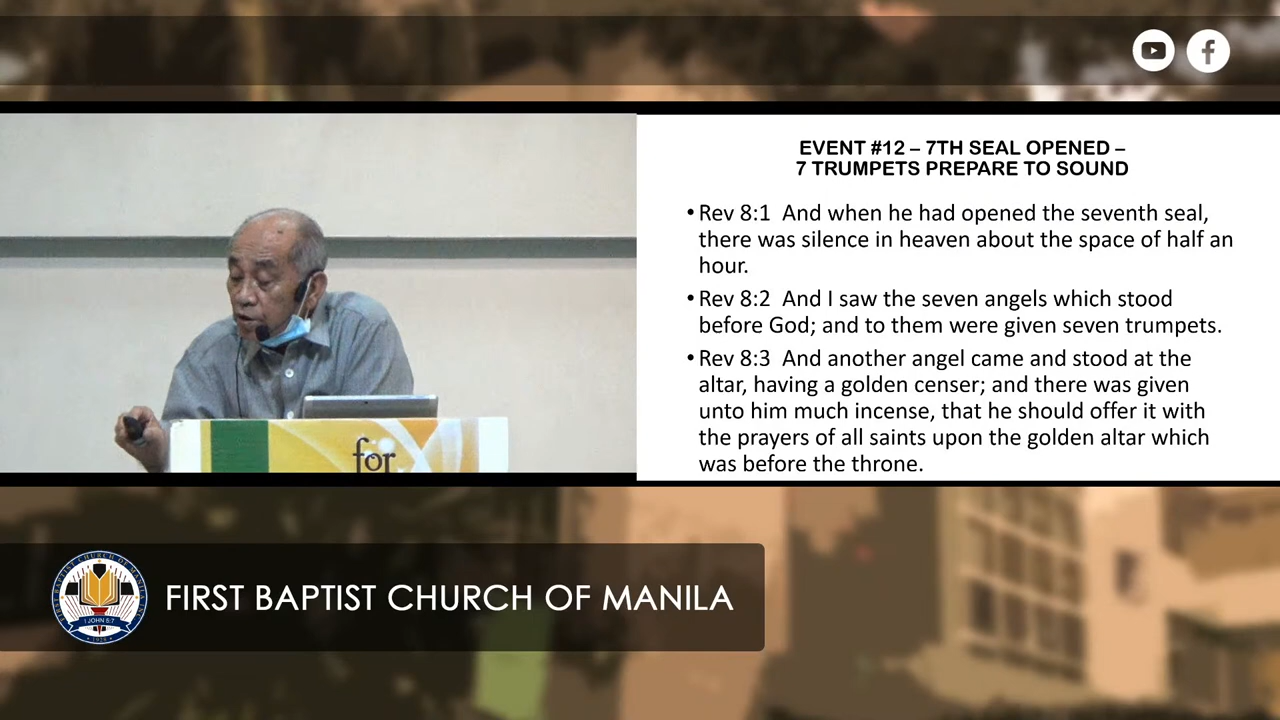 EVENT #12 – 7TH SEAL OPENED –
7 TRUMPETS PREPARE TO SOUND
• Rev 8:1 And when he had opened the seventh seal,
there was silence in heaven about the space of half an
hour.
• Rev 8:2 And I saw the seven angels which stood
before God; and to them were given seven trumpets.
• Rev 8:3 And another angel came and stood at the
altar, having a golden censer; and there was given
unto him much incense, that he should offer it with
the prayers of all saints upon the golden altar which
was before the throne.
for
I JOHN 5:7
FIRST BAPTIST CHURCH OF MANILA